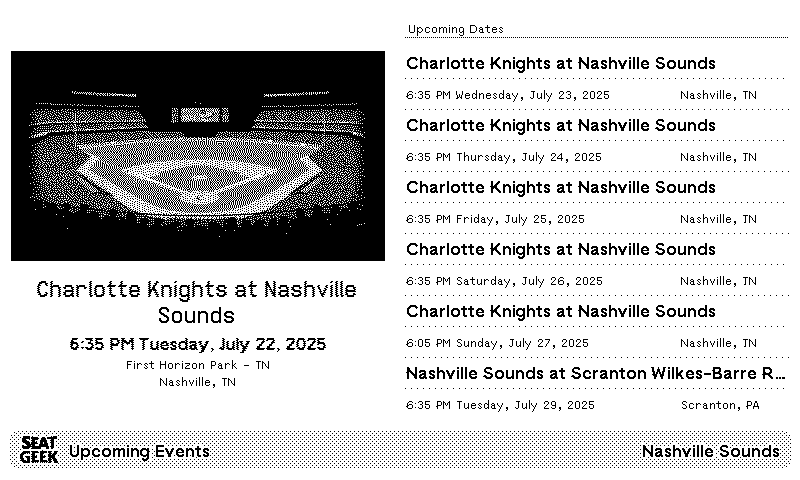 Charlotte Knights at Nashville
Sounds
6:35 PM Tuesday, July 22, 2025
First Horizon Park - TN
Nashville, TN
Upcoming Dates
Charlotte Knights at Nashville Sounds
6:35 PM Wednesday, July 23, 2025 Nashville, TN
Charlotte Knights at Nashville Sounds
6:35 PM Thursday, July 24, 2025 Nashville, TN
Charlotte Knights at Nashville Sounds
6:35 PM Friday, July 25, 2025 Nashville, TN
Charlotte Knights at Nashville Sounds
6:35 PM Saturday, July 26, 2025 Nashville, TN
Charlotte Knights at Nashville Sounds
6:05 PM Sunday, July 27, 2025 Nashville, TN
Nashville Sounds at Scranton Wilkes-Barre R...
6:35 PM Tuesday, July 29, 2025 Scranton, PA
SEAT
GEEK
Upcoming Events
Nashville Sounds